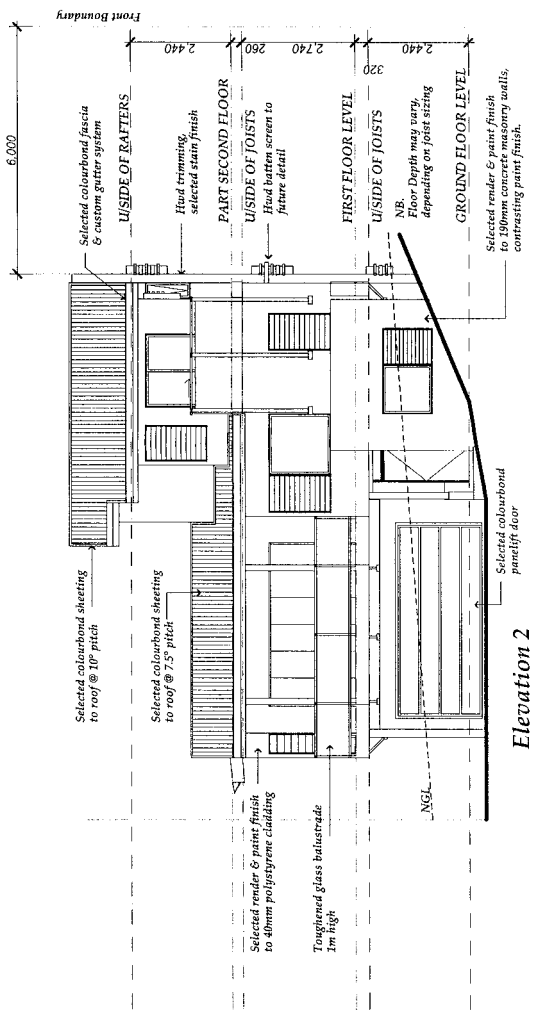 Front Boundary
6,000
2,440
260
2,740
320
2,440
Selected colourbond fascia
& custom gutter system
U/SIDE OF RAFTERS
Hwd trimming,
selected stain finish
PART SECOND FLOOR
U/SIDE OF JOISTS
Hwd batten screen to
future detail
FIRST FLOOR LEVEL
U/SIDE OF JOISTS
NB.
Floor Depth may vary,
depending on joist sizing
GROUND FLOOR LEVEL
Selected render & paint finish
to 190mm concrete masonry walls,
contrasting paint finish.
Selected colourbond sheeting
to roof @ 10° pitch
Selected colourbond sheeting
to roof @ 7.5° pitch
Selected render & paint finish
to 40mm polystyrene cladding
Toughened glass balustrade
1m high
NGL
Selected colourbond
panelift door
Elevation 2